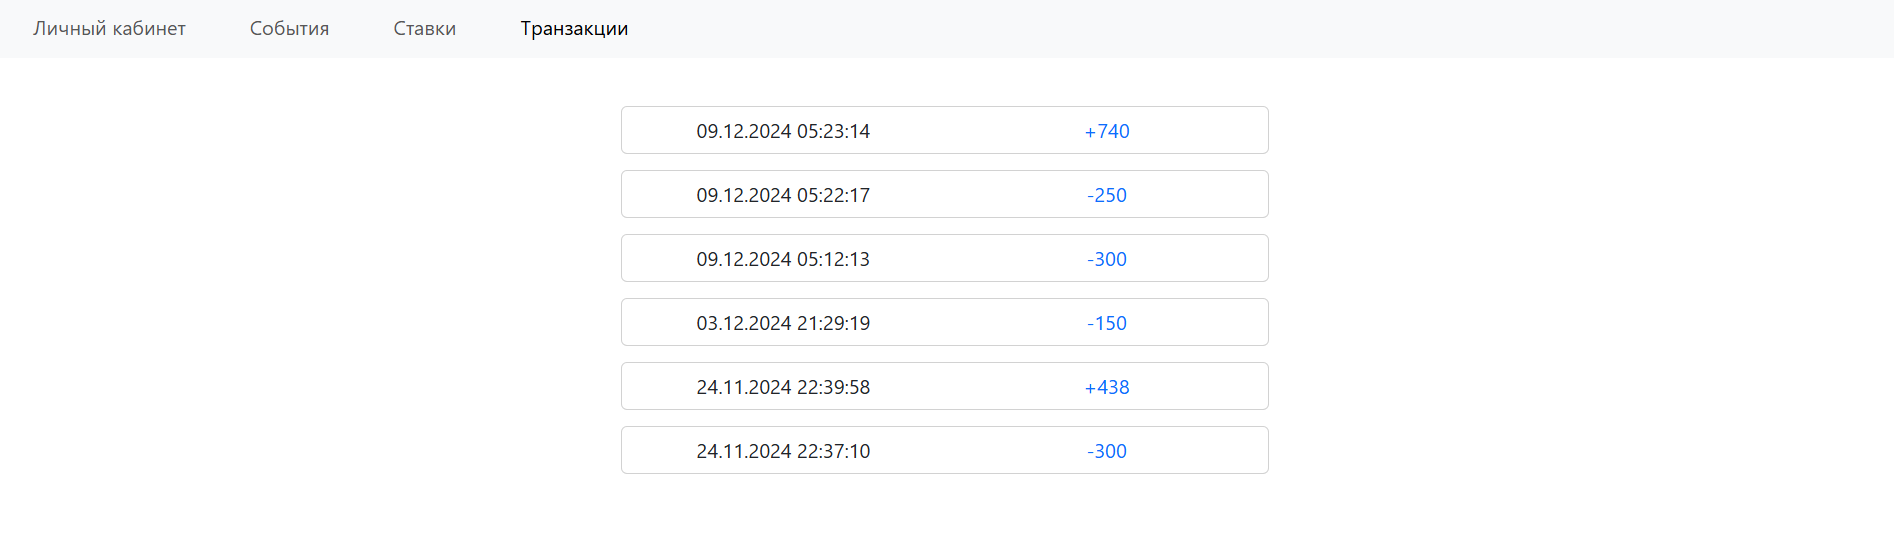 Личный кабинет События Ставки Транзакции
09.12.2024 05:23:14 +740
09.12.2024 05:22:17 -250
09.12.2024 05:12:13 -300
03.12.2024 21:29:19 -150
24.11.2024 22:39:58 +438
24.11.2024 22:37:10 -300